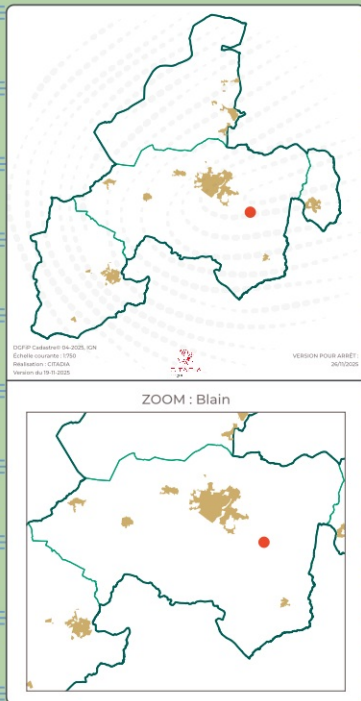 DGFIP Cadastre© 04-2025, IGN
Échelle courante : 1:750
Réalisation : CITADIA
Version du 19-11-2025
CITADIA
VERSION POUR ARRÊT :
26/11/2025
ZOOM : Blain